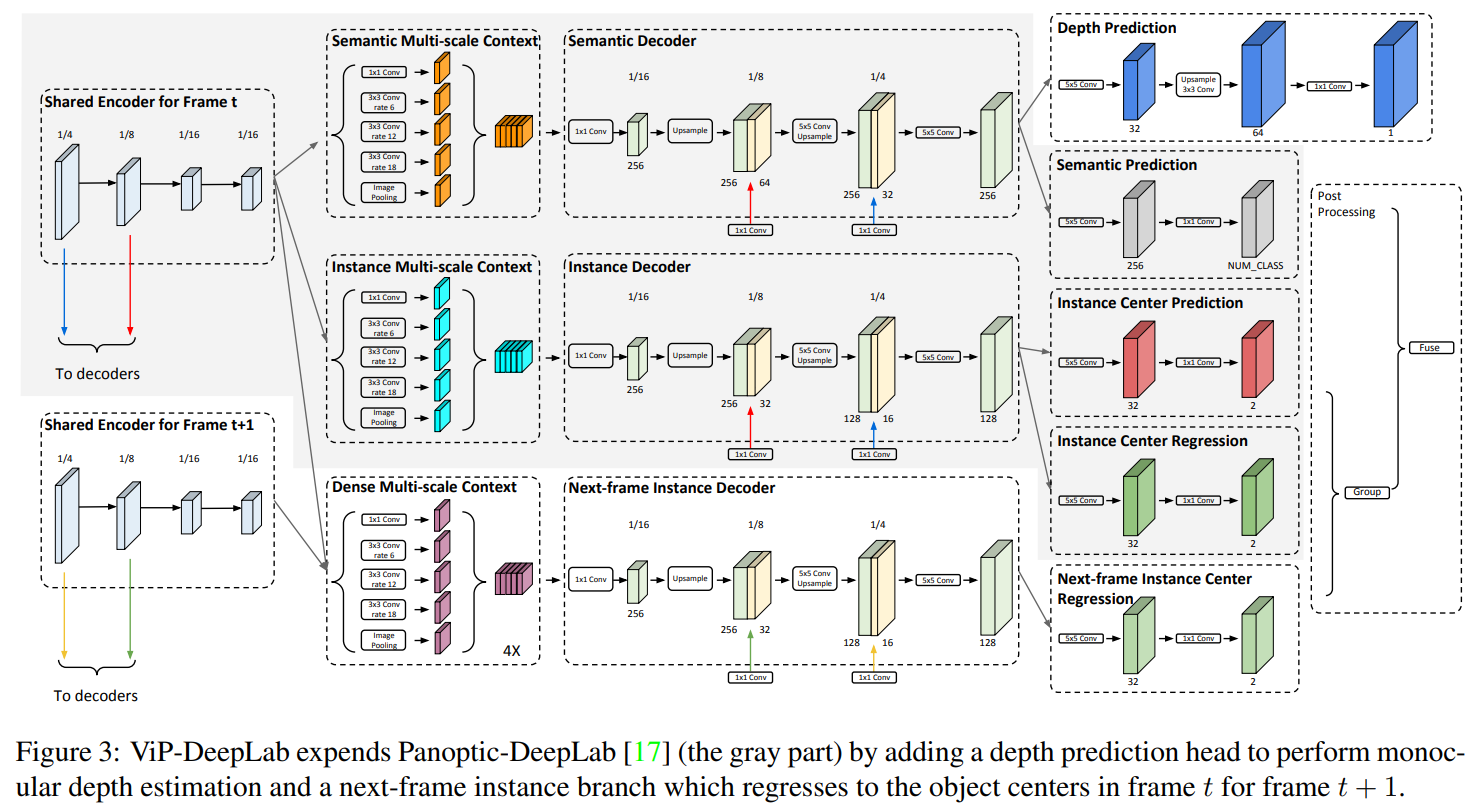 Shared Encoder for Frame t
1/4 1/8 1/16 1/16
To decoders
Shared Encoder for Frame t+1
1/4 1/8 1/16 1/16
To decoders
Semantic Multi-scale Context
1x1 Conv
3x3 Conv
rate 6
3x3 Conv
rate 12
3x3 Conv
rate 18
Image
Pooling
Semantic Decoder
1/16 1/8 1/4
1x1 Conv
256
Upsample
256 64
5x5 Conv
Upsample
256 32
5x5 Conv
256
1x1 Conv
1x1 Conv
Instance Multi-scale Context
1x1 Conv
3x3 Conv
rate 6
3x3 Conv
rate 12
3x3 Conv
rate 18
Image
Pooling
Instance Decoder
1/16 1/8 1/4
1x1 Conv
256
Upsample
256 32
5x5 Conv
Upsample
128 16
5x5 Conv
128
1x1 Conv
1x1 Conv
Dense Multi-scale Context
1x1 Conv
3x3 Conv
rate 6
3x3 Conv
rate 12
3x3 Conv
rate 18
Image
Pooling
4X
Next-frame Instance Decoder
1/16 1/8 1/4
1x1 Conv
256
Upsample
256 32
5x5 Conv
Upsample
128 16
5x5 Conv
128
1x1 Conv
1x1 Conv
Depth Prediction
5x5 Conv
32
Upsample
3x3 Conv
64
1x1 Conv
1
Semantic Prediction
5x5 Conv
256
1x1 Conv
NUM_CLASS
Instance Center Prediction
5x5 Conv
32
1x1 Conv
2
Instance Center Regression
5x5 Conv
32
1x1 Conv
2
Next-frame Instance Center
Regression
5x5 Conv
32
1x1 Conv
2
Post
Processing
Fuse
Group
Figure 3: ViP-DeepLab expends Panoptic-DeepLab [17] (the gray part) by adding a depth prediction head to perform monoc-
ular depth estimation and a next-frame instance branch which regresses to the object centers in frame t for frame t + 1.